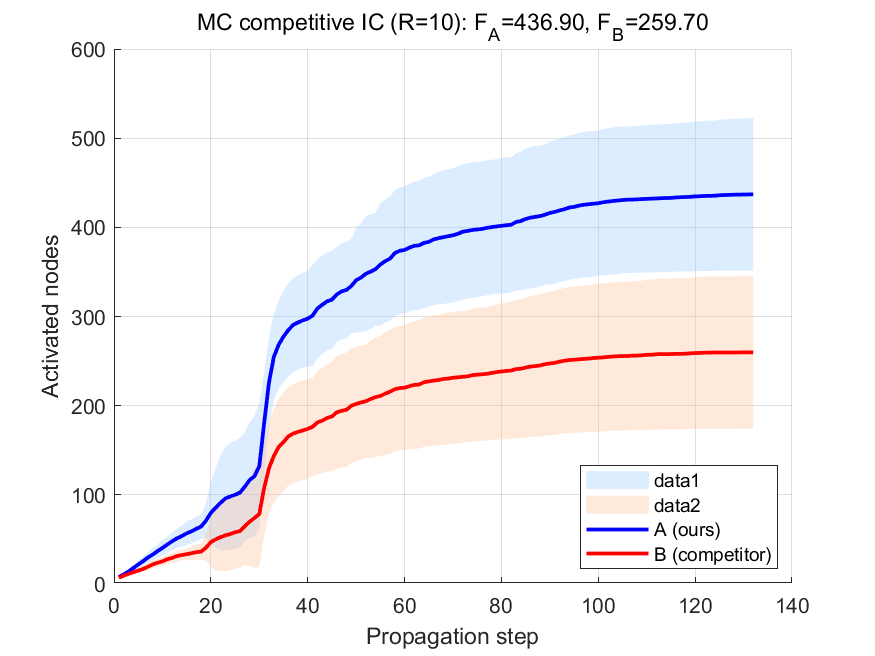 MC competitive IC (R=10): F_A=436.90, F_B=259.70
600
500
400
300
200
100
0
Activated nodes
0 20 40 60 80 100 120 140
Propagation step
data1
data2
A (ours)
B (competitor)